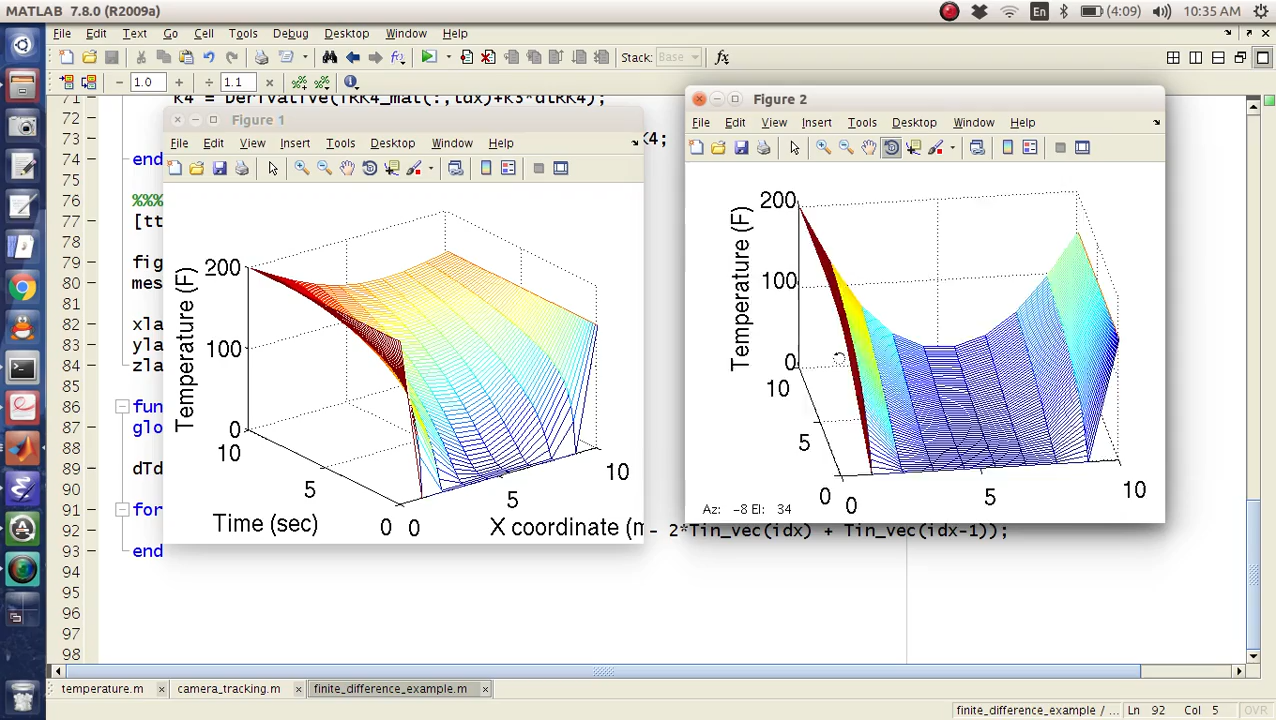 MATLAB 7.8.0 (R2009a)
En (4:09) 10:35 AM
File Edit Text Go Cell Tools Debug Desktop Window Help
Stack: Base fx
1.0 1.1
71 K4 = Derivative(TRK4_mat(:,idx)+K3*dtRK4);
72
73 K4;
74 end
75
76 %%%
77 [tt
78
79 fig
80 mes
81
82 xla
83 yla
84 zla
85
86 fun
87 glo
88
89 dTd
90
91 for
92 - 2*Tin_vec(idx) + Tin_vec(idx-1));
93 end
94
95
96
97
98
Figure 1
File Edit View Insert Tools Desktop Window Help
Temperature (F)
200
100
0
10
5
0
0
5
10
Time (sec)
X coordinate (m
Figure 2
File Edit View Insert Tools Desktop Window Help
Temperature (F)
200
100
0
10
5
0
0
5
10
Az: -8 El: 34
temperature.m camera_tracking.m finite_difference_example.m
finite_difference_example / ... Ln 92 Col 5 OVR